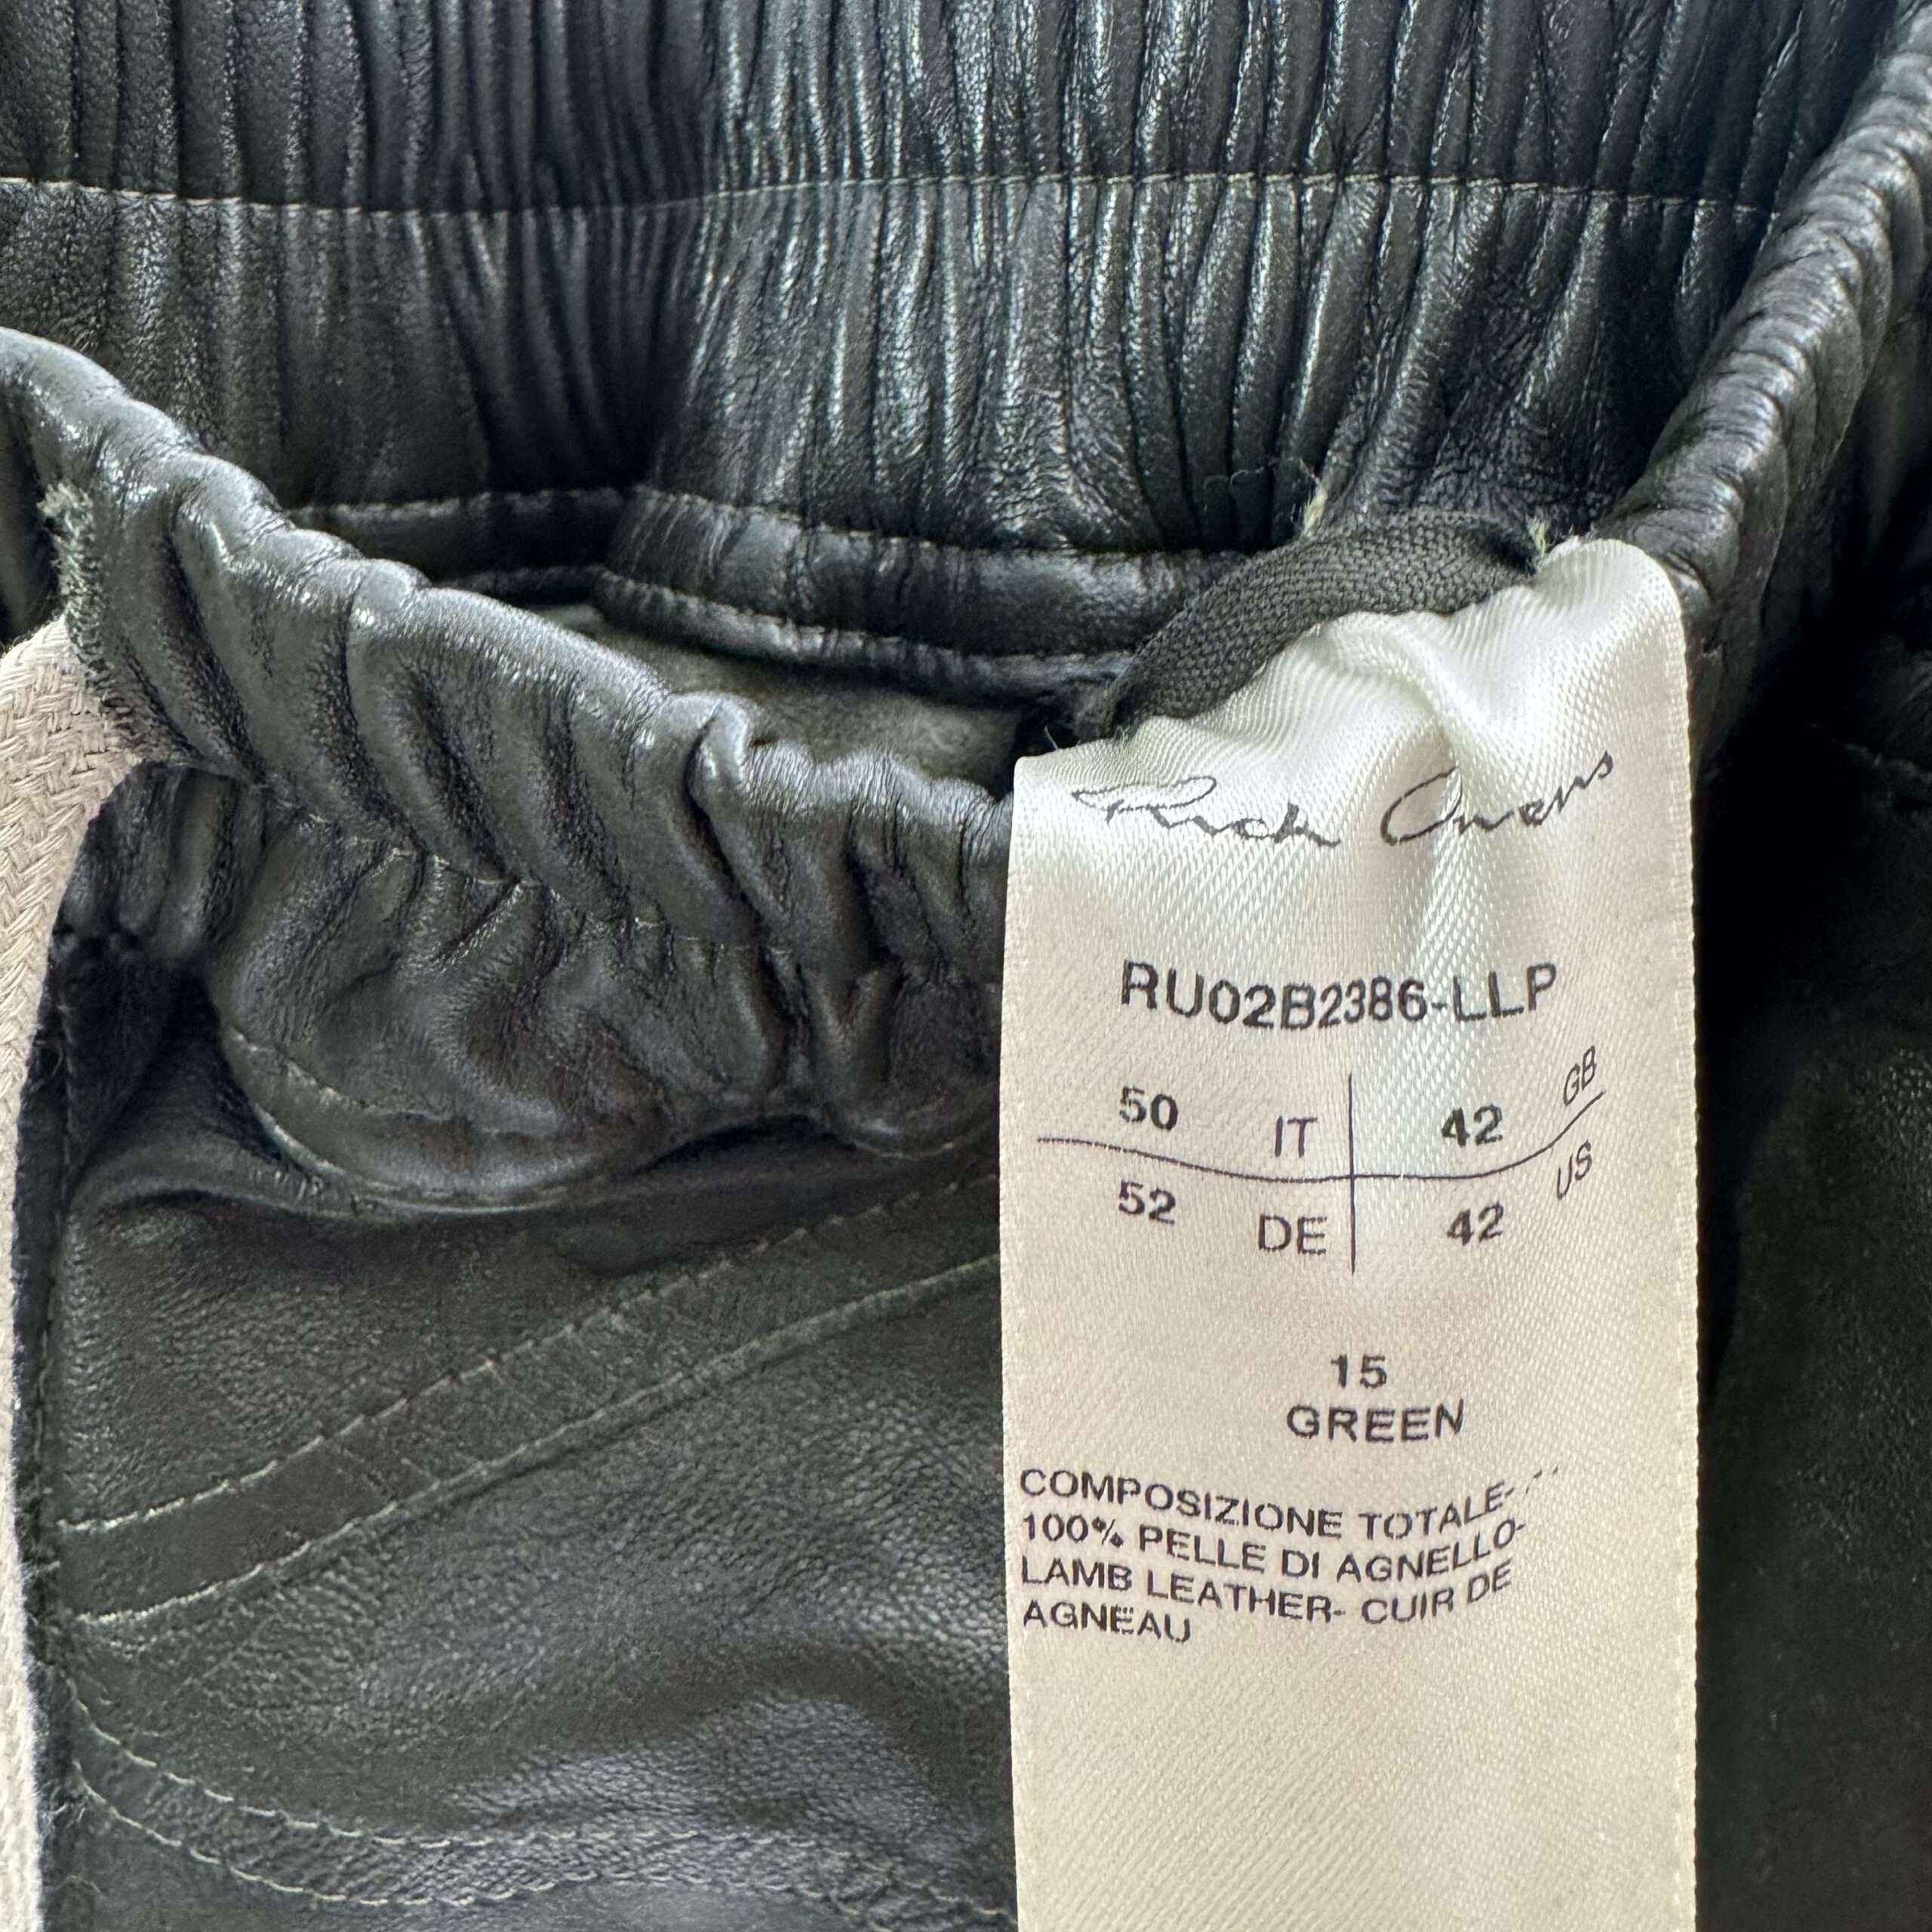 Rick Owens
RU02B2386-LLP
50 IT 42 GB
52 DE 42 US
15
GREEN
COMPOSIZIONE TOTALE-
100% PELLE DI AGNELLO-
LAMB LEATHER- CUIR DE
AGNEAU